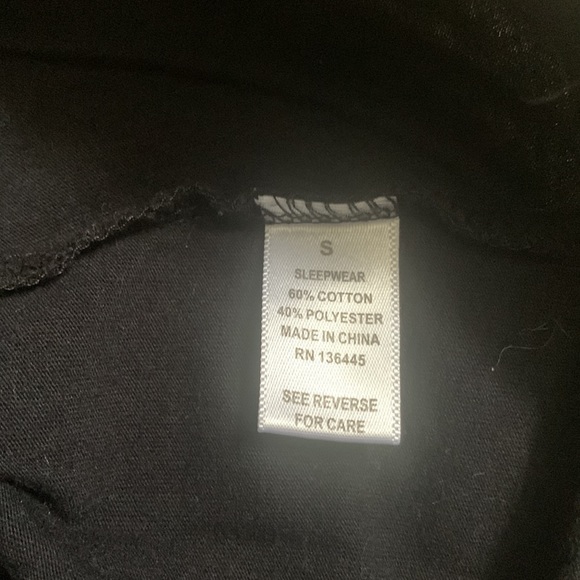 S
SLEEPWEAR
60% COTTON
40% POLYESTER
MADE IN CHINA
RN 136445
SEE REVERSE
FOR CARE